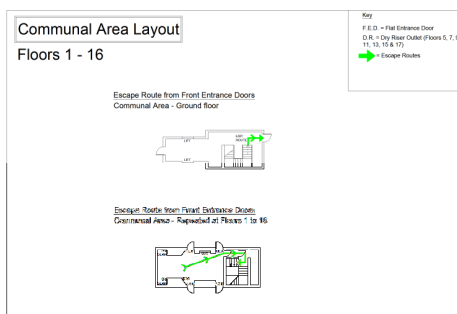 Communal Area Layout
Floors 1 - 16
Key
F.E.D. = Flat Entrance Door
D.R. = Dry Riser Outlet (Floors 5, 7, 9
11, 13, 15 & 17)
= Escape Routes
Escape Route from Front Entrance Doors
Communal Area - Ground floor
LIFT
LIFT
Escape Route from Front Entrance Doors
Communal Area - Repeated at Floors 1 to 16